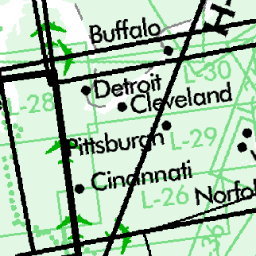 Buffalo
H-
Detroit
L-30
Cleveland
L-28
Pittsburgh
L-29
Cincinnati
L-26
Norfol